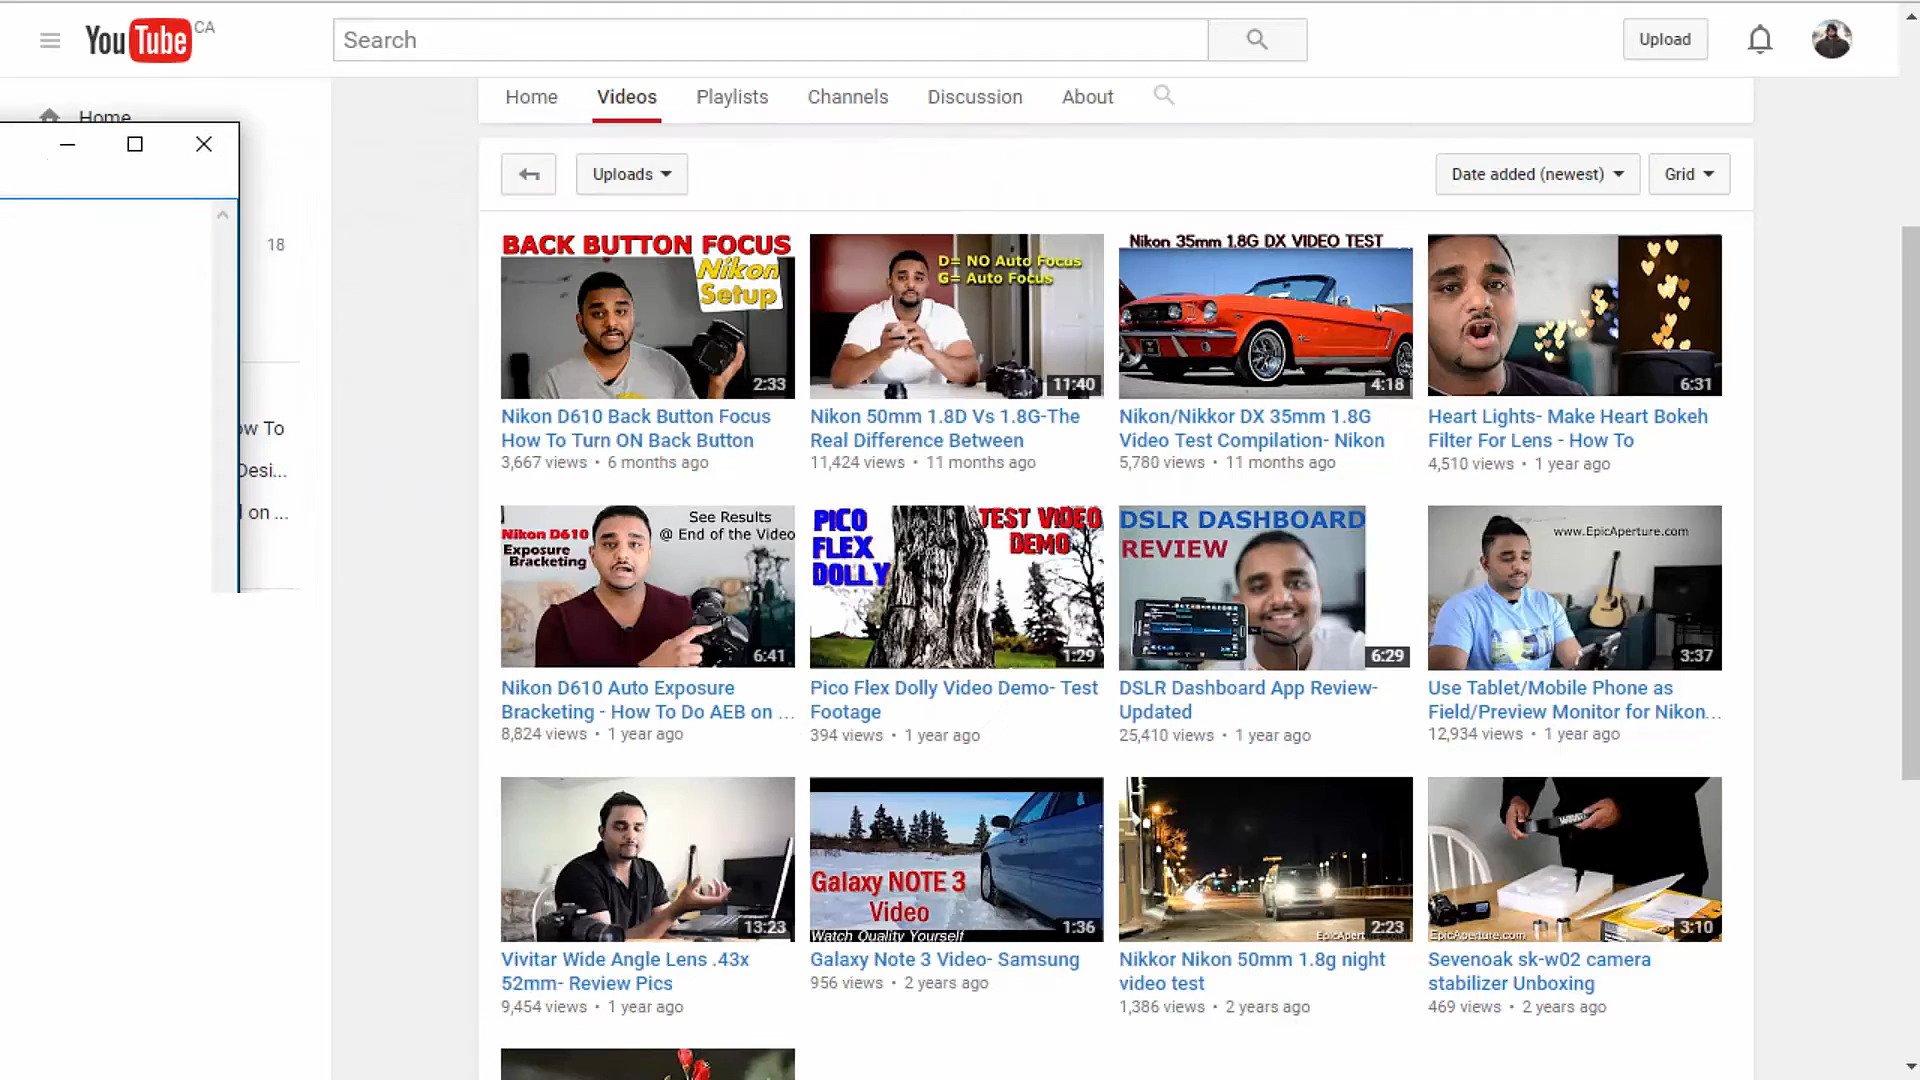 YouTube CA
Search
Upload
Home
Home Videos Playlists Channels Discussion About
Uploads
Date added (newest)
Grid
18
ow To
Desi...
l on ...
BACK BUTTON FOCUS
Nikon
Setup
2:33
Nikon D610 Back Button Focus
How To Turn ON Back Button
3,667 views • 6 months ago
D= NO Auto Focus
G= Auto Focus
11:40
Nikon 50mm 1.8D Vs 1.8G-The
Real Difference Between
11,424 views • 11 months ago
Nikon 35mm 1.8G DX VIDEO TEST
4:18
Nikon/Nikkor DX 35mm 1.8G
Video Test Compilation- Nikon
5,780 views • 11 months ago
6:31
Heart Lights- Make Heart Bokeh
Filter For Lens - How To
4,510 views • 1 year ago
See Results
@ End of the Video
Nikon D610
Exposure
Bracketing
6:41
Nikon D610 Auto Exposure
Bracketing - How To Do AEB on ...
8,824 views • 1 year ago
PICO
FLEX
DOLLY
TEST VIDEO
DEMO
1:29
Pico Flex Dolly Video Demo- Test
Footage
394 views • 1 year ago
DSLR DASHBOARD
REVIEW
6:29
DSLR Dashboard App Review-
Updated
25,410 views • 1 year ago
www.EpicAperture.com
3:37
Use Tablet/Mobile Phone as
Field/Preview Monitor for Nikon...
12,934 views • 1 year ago
13:23
Vivitar Wide Angle Lens .43x
52mm- Review Pics
9,454 views • 1 year ago
Galaxy NOTE 3
Video
Watch Quality Yourself
1:36
Galaxy Note 3 Video- Samsung
956 views • 2 years ago
2:23
Nikkor Nikon 50mm 1.8g night
video test
1,386 views • 2 years ago
EpicAperture.com
3:10
Sevenoak sk-w02 camera
stabilizer Unboxing
469 views • 2 years ago